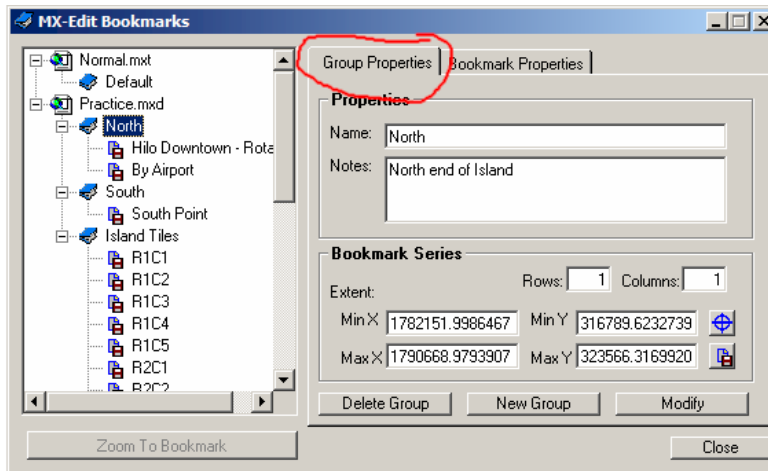 MX-Edit Bookmarks
Normal.mxt
Default
Practice.mxd
North
Hilo Downtown - Rota
By Airport
South
South Point
Island Tiles
R1C1
R1C2
R1C3
R1C4
R1C5
R2C1
R2C2
Zoom To Bookmark
Group Properties Bookmark Properties
Properties
Name: North
Notes: North end of Island
Bookmark Series
Rows: 1 Columns: 1
Extent:
Min X 1782151.9986467 Min Y 316789.6232739
Max X 1790668.9793907 Max Y 323566.3169920
Delete Group New Group Modify
Close